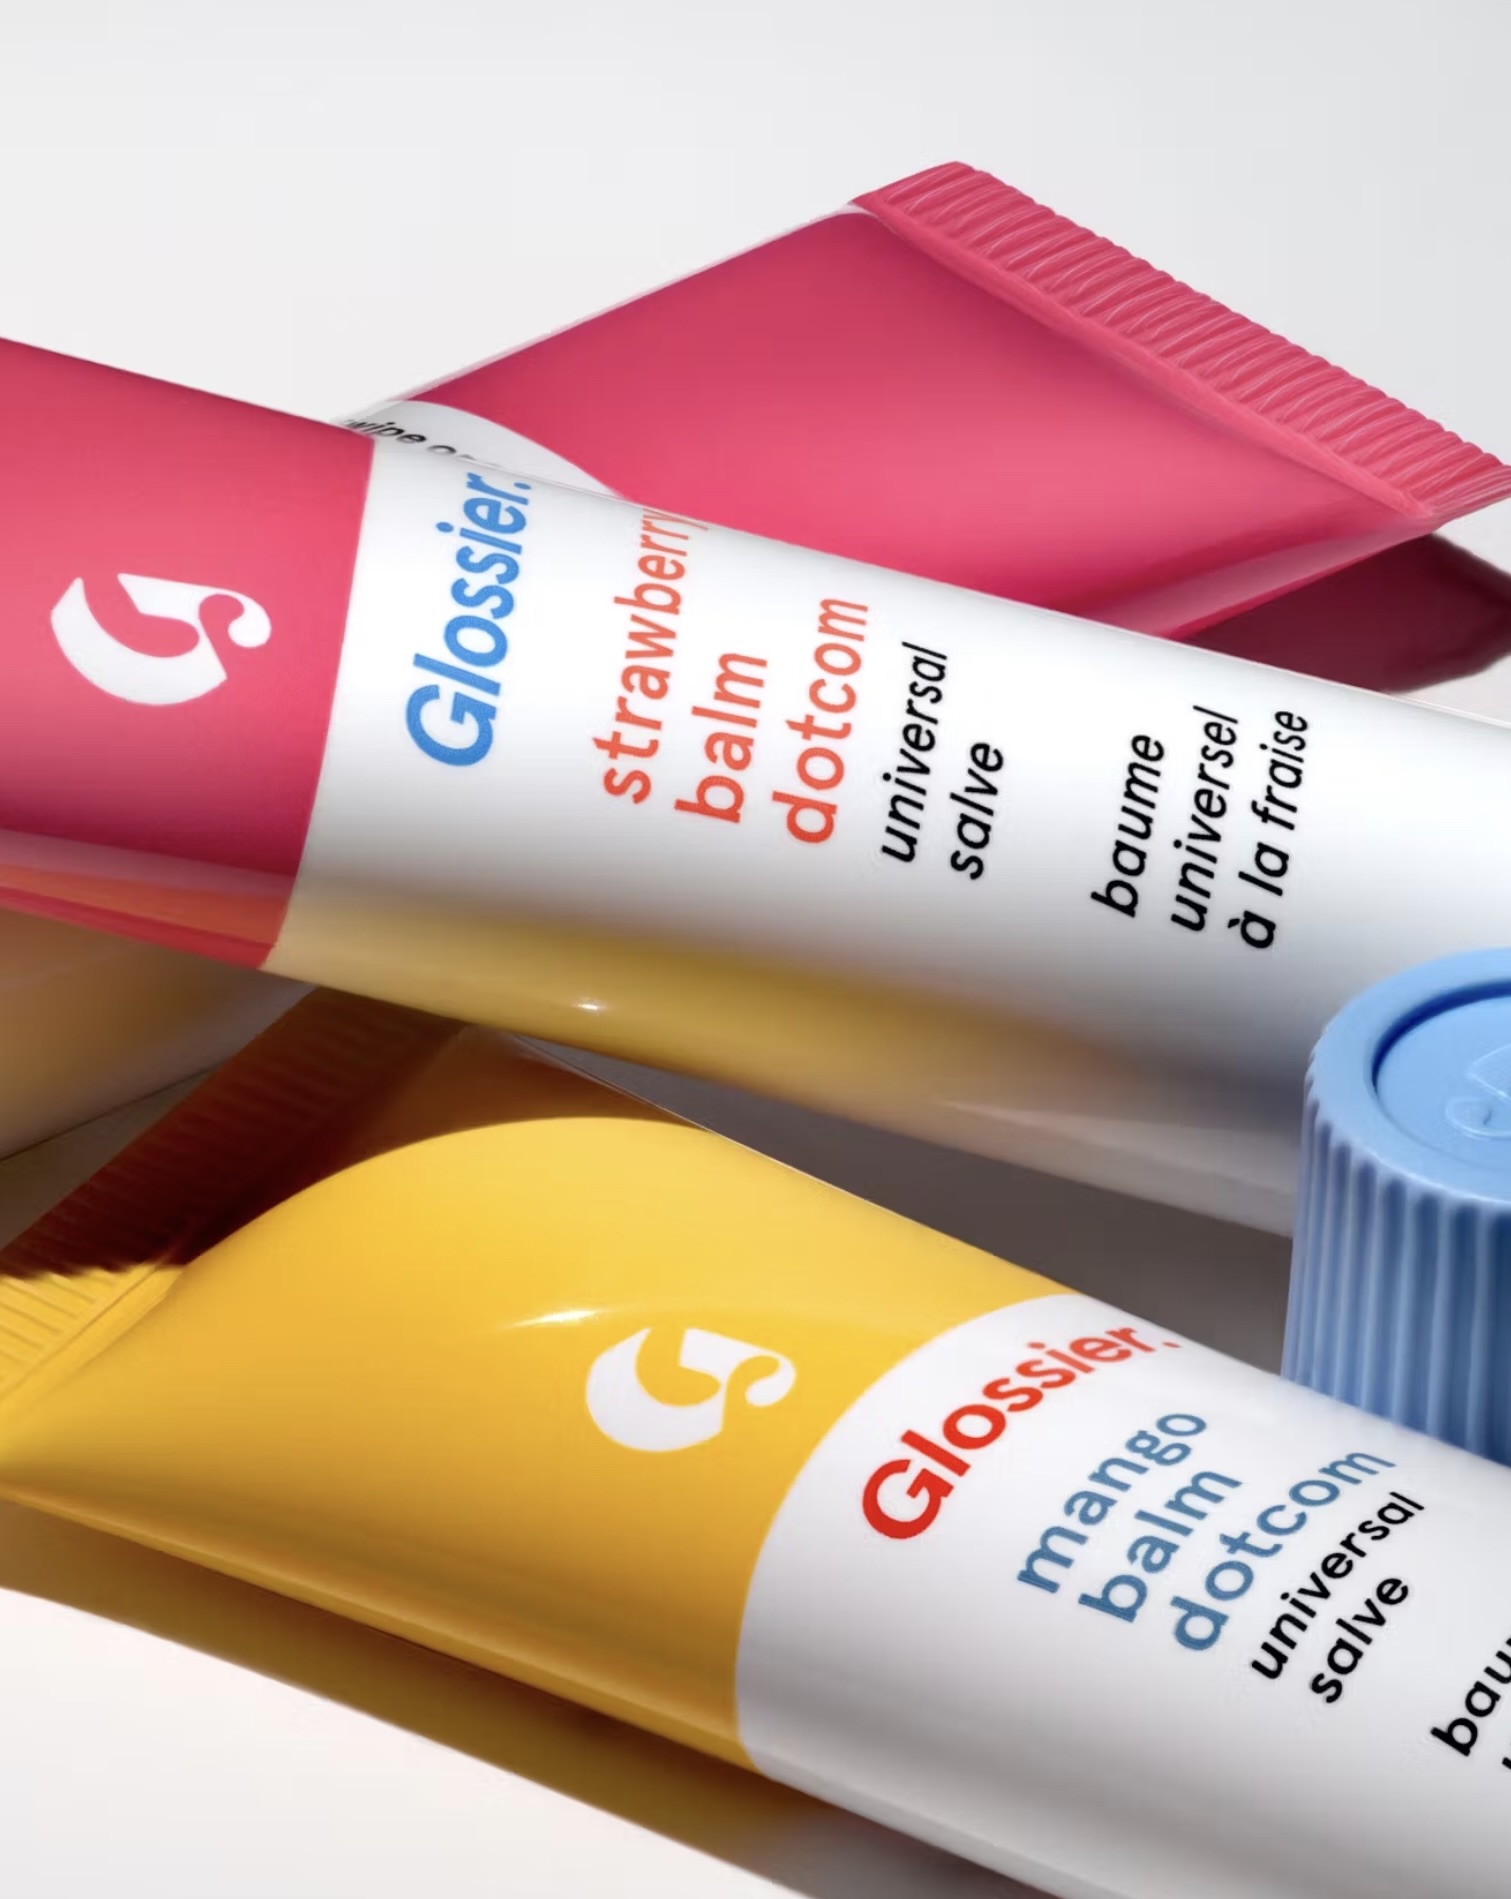 Glossier.
strawberry
balm
dotcom
universal
salve
baume
universel
à la fraise
Glossier.
mango
balm
dotcom
universal
salve